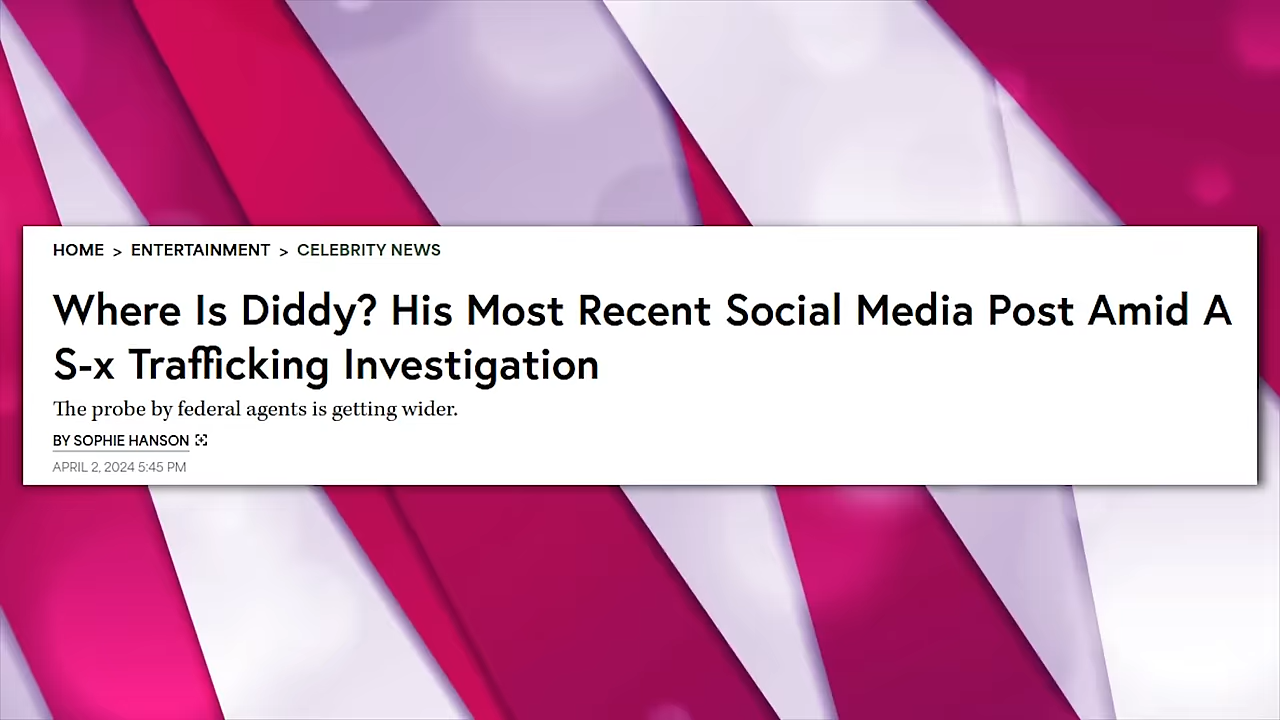 HOME > ENTERTAINMENT > CELEBRITY NEWS
Where Is Diddy? His Most Recent Social Media Post Amid A
S-x Trafficking Investigation
The probe by federal agents is getting wider.
BY SOPHIE HANSON
APRIL 2, 2024 5:45 PM